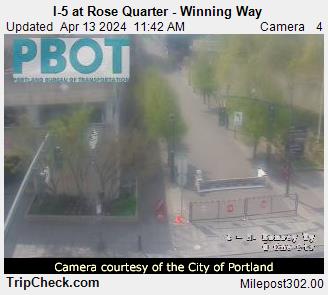 I-5 at Rose Quarter - Winning Way
Updated Apr 13 2024 11:42 AM Camera 4
PBOT
PORTLAND BUREAU OF TRANSPORTATION
Camera courtesy of the City of Portland
TripCheck.com Milepost302.00